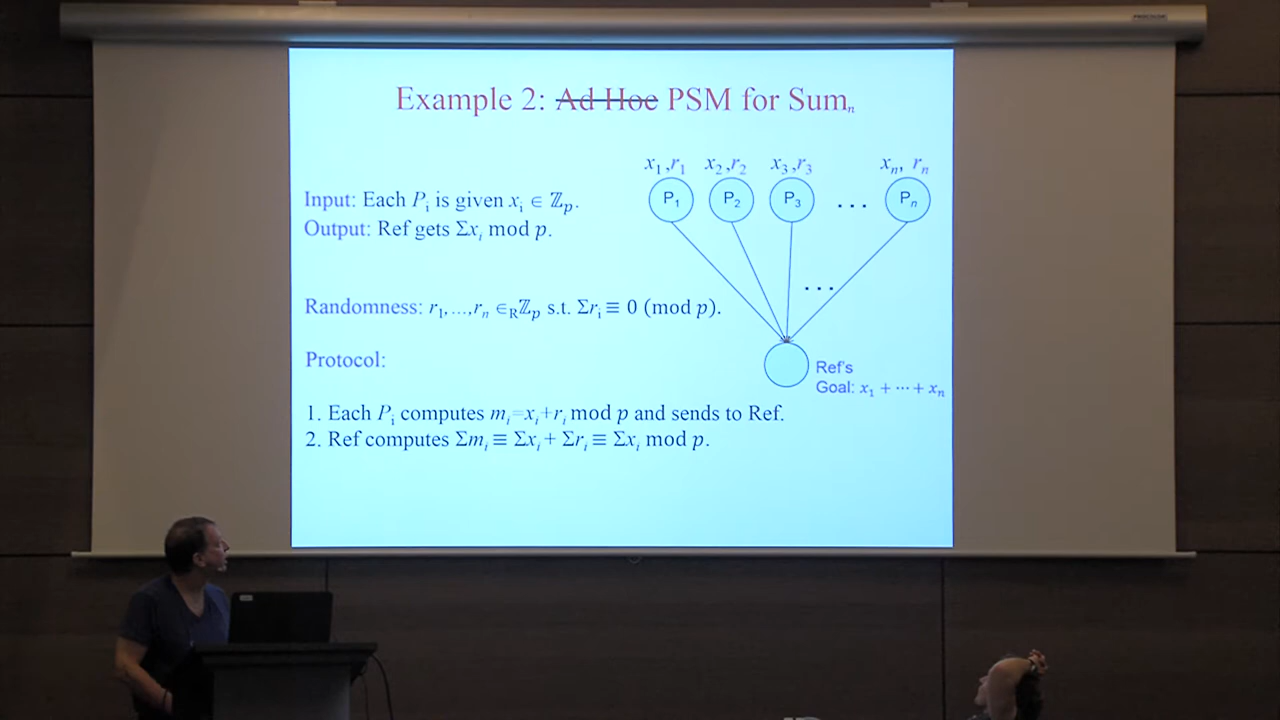 Example 2: Ad Hoc PSM for Sumₙ
x₁,r₁ x₂,r₂ x₃,r₃ xₙ, rₙ
P₁ P₂ P₃ . . . Pₙ
Input: Each Pᵢ is given xᵢ ∈ ℤₚ.
Output: Ref gets Σxᵢ mod p.
. . .
Randomness: r₁,...,rₙ ∈_R ℤₚ s.t. Σrᵢ ≡ 0 (mod p).
Protocol:
Ref's
Goal: x₁ + ⋯ + xₙ
1. Each Pᵢ computes mᵢ=xᵢ+rᵢ mod p and sends to Ref.
2. Ref computes Σmᵢ ≡ Σxᵢ + Σrᵢ ≡ Σxᵢ mod p.